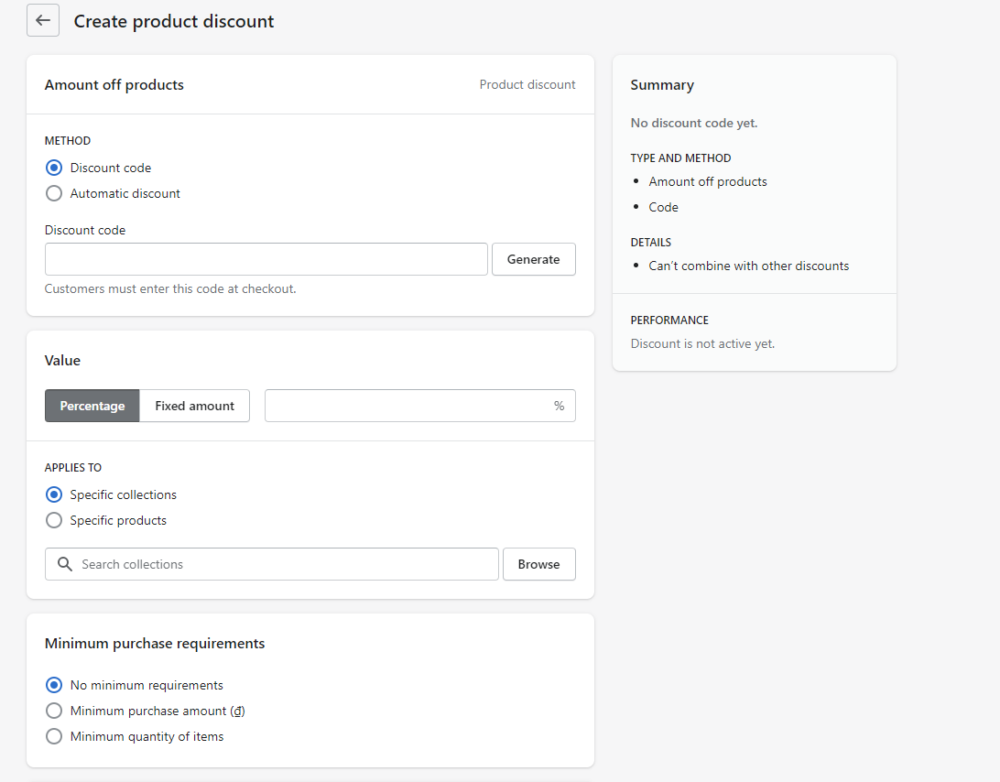 Create product discount
Amount off products
Product discount
METHOD
Discount code
Automatic discount
Discount code
Generate
Customers must enter this code at checkout.
Value
Percentage
Fixed amount
%
APPLIES TO
Specific collections
Specific products
Search collections
Browse
Minimum purchase requirements
No minimum requirements
Minimum purchase amount (₫)
Minimum quantity of items
Summary
No discount code yet.
TYPE AND METHOD
• Amount off products
• Code
DETAILS
• Can’t combine with other discounts
PERFORMANCE
Discount is not active yet.